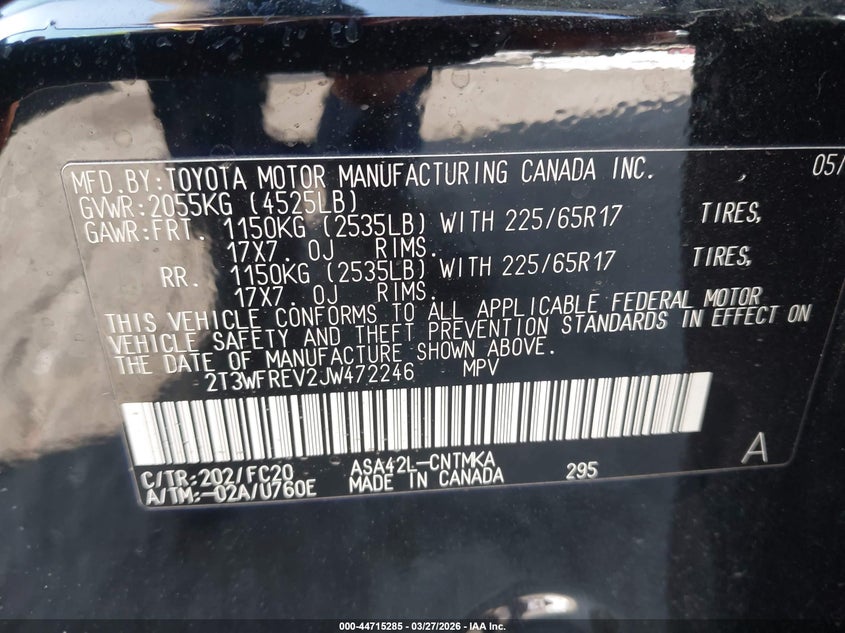 MFD.BY:TOYOTA MOTOR MANUFACTURING CANADA INC. 05/
GVWR:2055KG (4525LB)
GAWR:FRT. 1150KG (2535LB) WITH 225/65R17 TIRES,
17X7.0J RIMS.
RR. 1150KG (2535LB) WITH 225/65R17 TIRES,
17X7.0J RIMS.
THIS VEHICLE CONFORMS TO ALL APPLICABLE FEDERAL MOTOR
VEHICLE SAFETY AND THEFT PREVENTION STANDARDS IN EFFECT ON
THE DATE OF MANUFACTURE SHOWN ABOVE.
2T3WFREV2JW472246 MPV
A
C/TR:202/FC20 ASA42L-CNTMKA 295
A/TM:-02A/U760E MADE IN CANADA
000-44715285 | 03/27/2026 | IAA Inc.